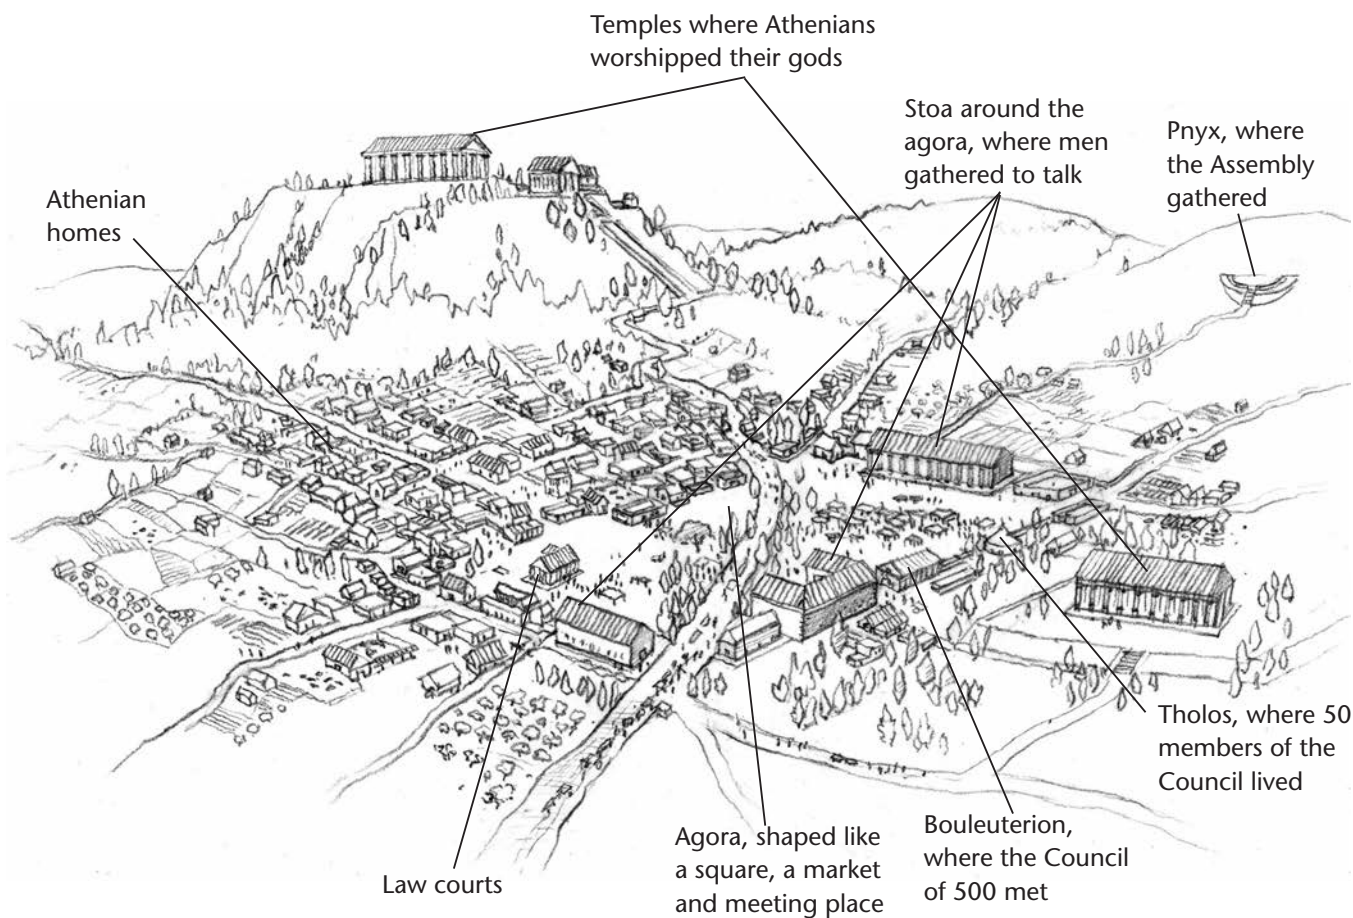 Temples where Athenians
worshipped their gods
Stoa around the
agora, where men
gathered to talk
Pnyx, where
the Assembly
gathered
Athenian
homes
Tholos, where 50
members of the
Council lived
Bouleuterion,
where the Council
of 500 met
Agora, shaped like
a square, a market
and meeting place
Law courts